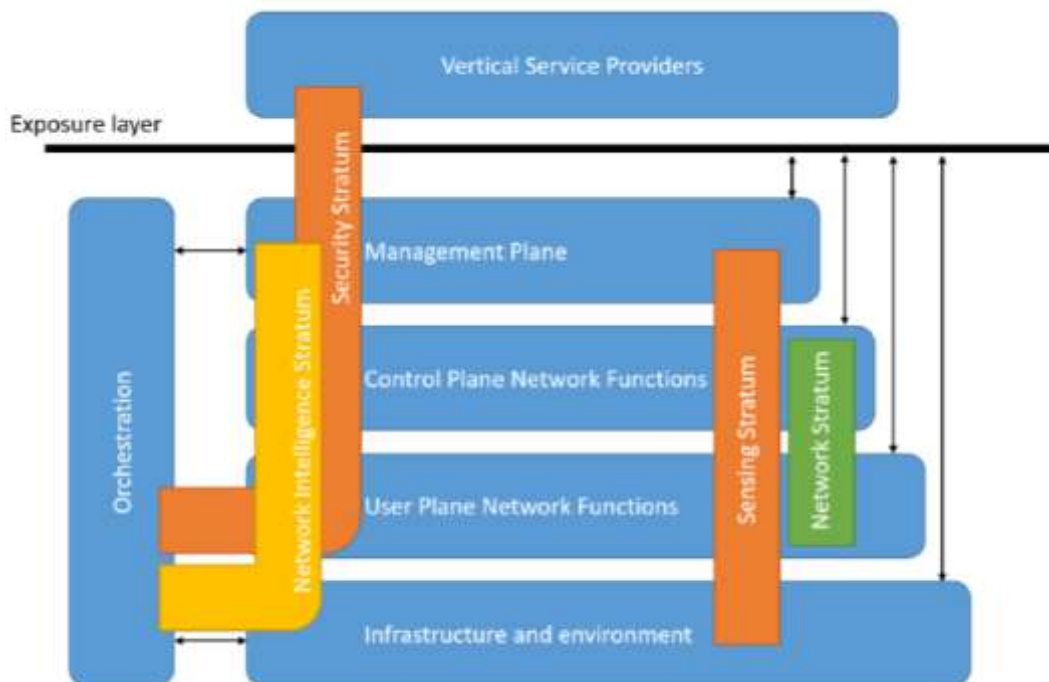 Vertical Service Providers
Exposure layer
Security Stratum
Management Plane
Network Intelligence Stratum
Control Plane Network Functions
Sensing Stratum
Network Stratum
Orchestration
User Plane Network Functions
Infrastructure and environment